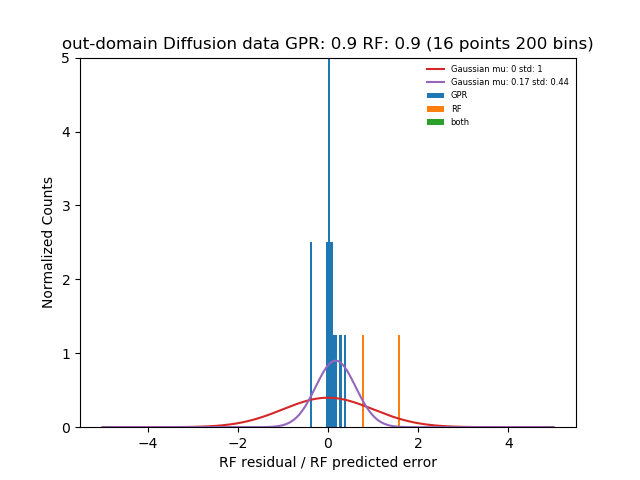 out-domain Diffusion data GPR: 0.9 RF: 0.9 (16 points 200 bins)
Gaussian mu: 0 std: 1
Gaussian mu: 0.17 std: 0.44
GPR
RF
both
Normalized Counts
5
4
3
2
1
0
−4
−2
0
2
4
RF residual / RF predicted error